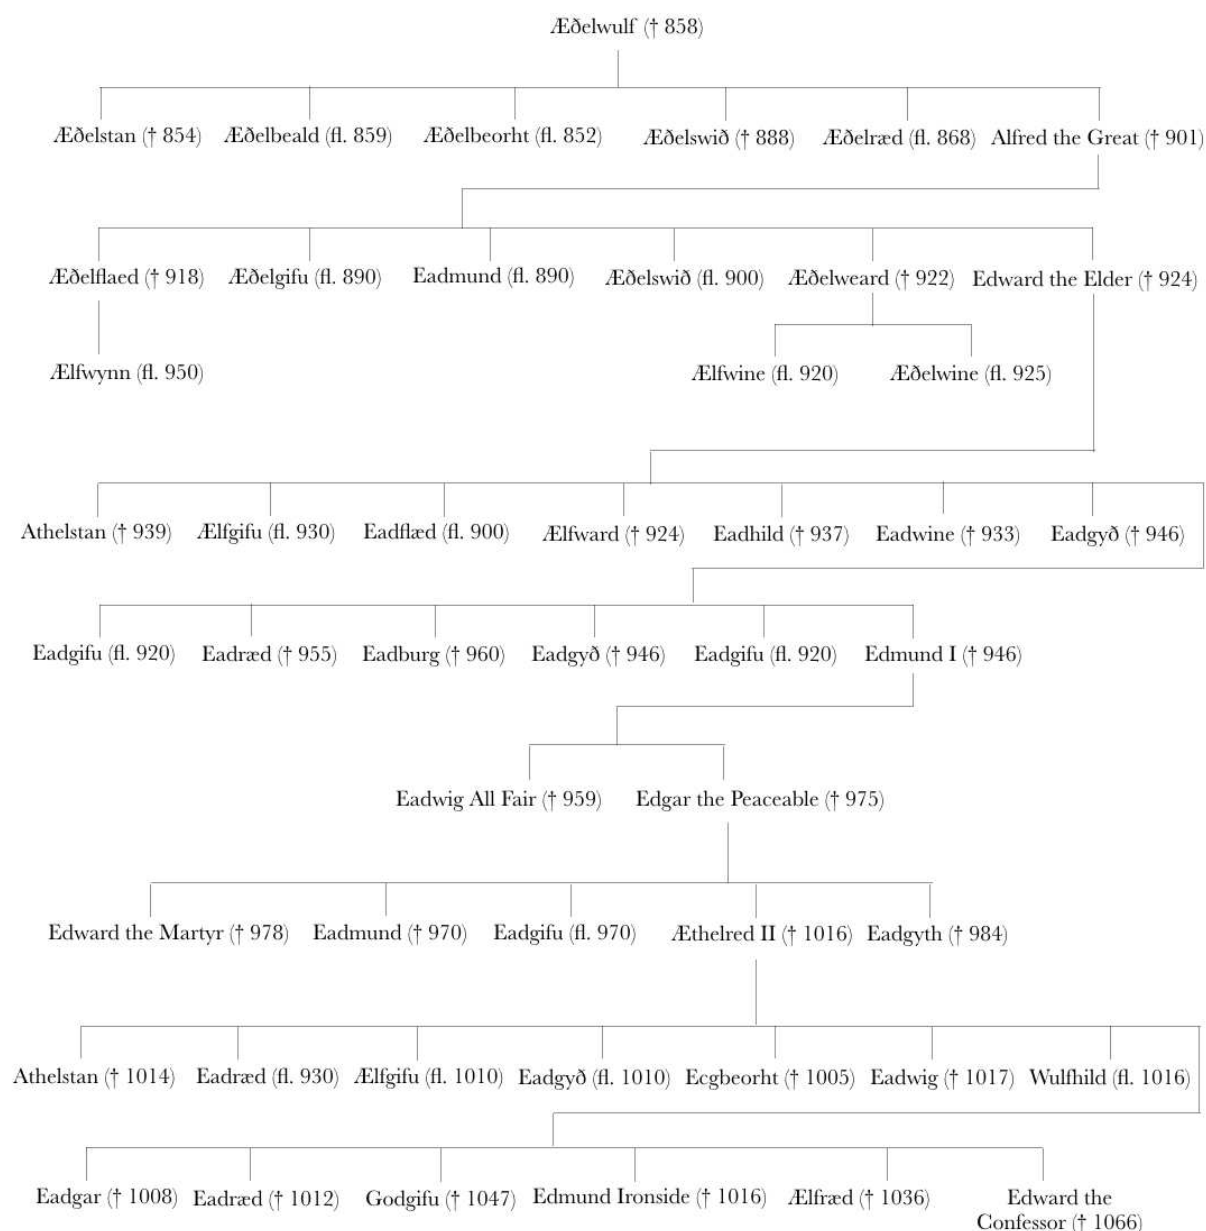 Æðelwulf († 858)
Æðelstan († 854) Æðelbeald (fl. 859) Æðelbeorht (fl. 852) Æðelswið († 888) Æðelræd (fl. 868) Alfred the Great († 901)
Æðelflaed († 918) Æðelgifu (fl. 890) Eadmund (fl. 890) Æðelswið (fl. 900) Æðelweard († 922) Edward the Elder († 924)
Ælfwynn (fl. 950) Ælfwine (fl. 920) Æðelwine (fl. 925)
Athelstan († 939) Ælfgifu (fl. 930) Eadflæd (fl. 900) Ælfward († 924) Eadhild († 937) Eadwine († 933) Eadgyð († 946)
Eadgifu (fl. 920) Eadræd († 955) Eadburg († 960) Eadgyð († 946) Eadgifu (fl. 920) Edmund I († 946)
Eadwig All Fair († 959) Edgar the Peaceable († 975)
Edward the Martyr († 978) Eadmund († 970) Eadgifu (fl. 970) Æthelred II († 1016) Eadgyth († 984)
Athelstan († 1014) Eadræd (fl. 930) Ælfgifu (fl. 1010) Eadgyð (fl. 1010) Ecgbeorht († 1005) Eadwig († 1017) Wulfhild (fl. 1016)
Eadgar († 1008) Eadræd († 1012) Godgifu († 1047) Edmund Ironside († 1016) Ælfræd († 1036) Edward the
Confessor († 1066)